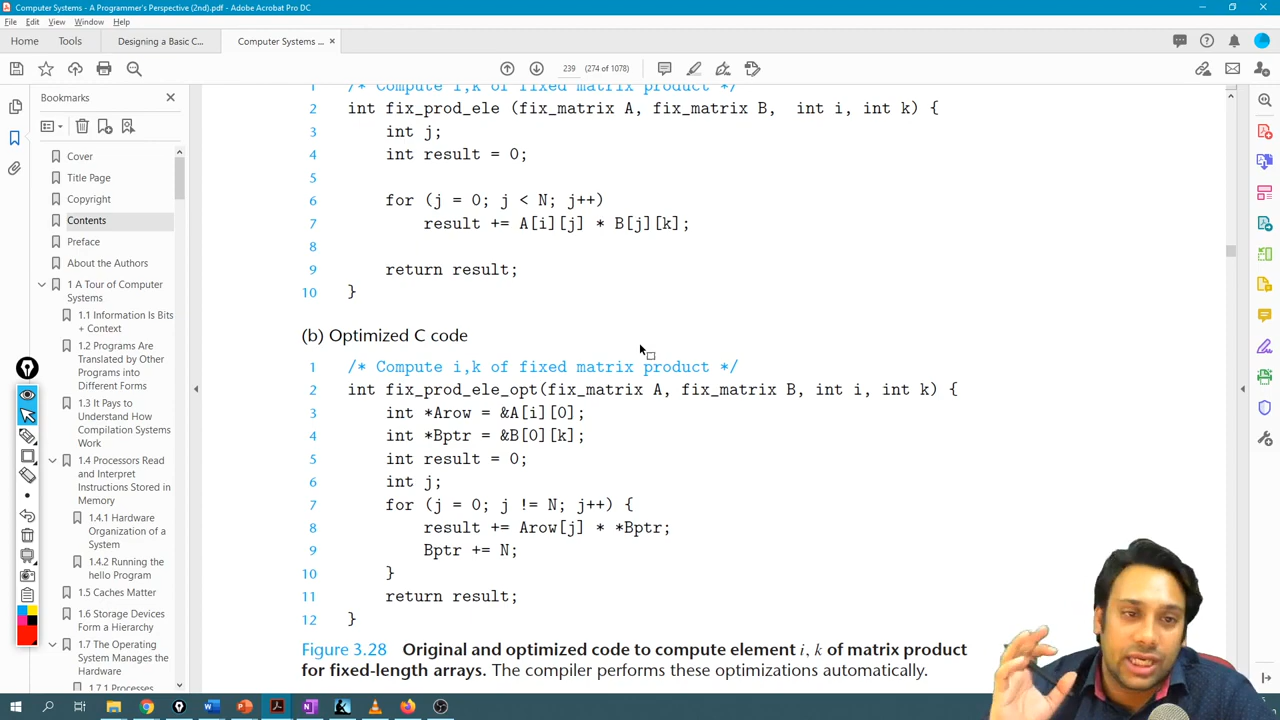 Computer Systems - A Programmer's Perspective (2nd).pdf - Adobe Acrobat Pro DC
File Edit View Window Help
Home Tools Designing a Basic C... Computer Systems ... ×
239 (274 of 1078)
Bookmarks
Cover
Title Page
Copyright
Contents
Preface
About the Authors
1 A Tour of Computer
Systems
1.1 Information Is Bits
+ Context
1.2 Programs Are
Translated by Other
Programs into
Different Forms
1.3 It Pays to
Understand How
Compilation Systems
Work
1.4 Processors Read
and Interpret
Instructions Stored in
Memory
1.4.1 Hardware
Organization of a
System
1.4.2 Running the
hello Program
1.5 Caches Matter
1.6 Storage Devices
Form a Hierarchy
1.7 The Operating
System Manages the
Hardware
1.7.1 Processes
1 /* Compute i,k of fixed matrix product */
2 int fix_prod_ele (fix_matrix A, fix_matrix B, int i, int k) {
3 int j;
4 int result = 0;
5
6 for (j = 0; j < N; j++)
7 result += A[i][j] * B[j][k];
8
9 return result;
10 }
(b) Optimized C code
1 /* Compute i,k of fixed matrix product */
2 int fix_prod_ele_opt(fix_matrix A, fix_matrix B, int i, int k) {
3 int *Arow = &A[i][0];
4 int *Bptr = &B[0][k];
5 int result = 0;
6 int j;
7 for (j = 0; j != N; j++) {
8 result += Arow[j] * *Bptr;
9 Bptr += N;
10 }
11 return result;
12 }
Figure 3.28 Original and optimized code to compute element i, k of matrix product
for fixed-length arrays. The compiler performs these optimizations automatically.